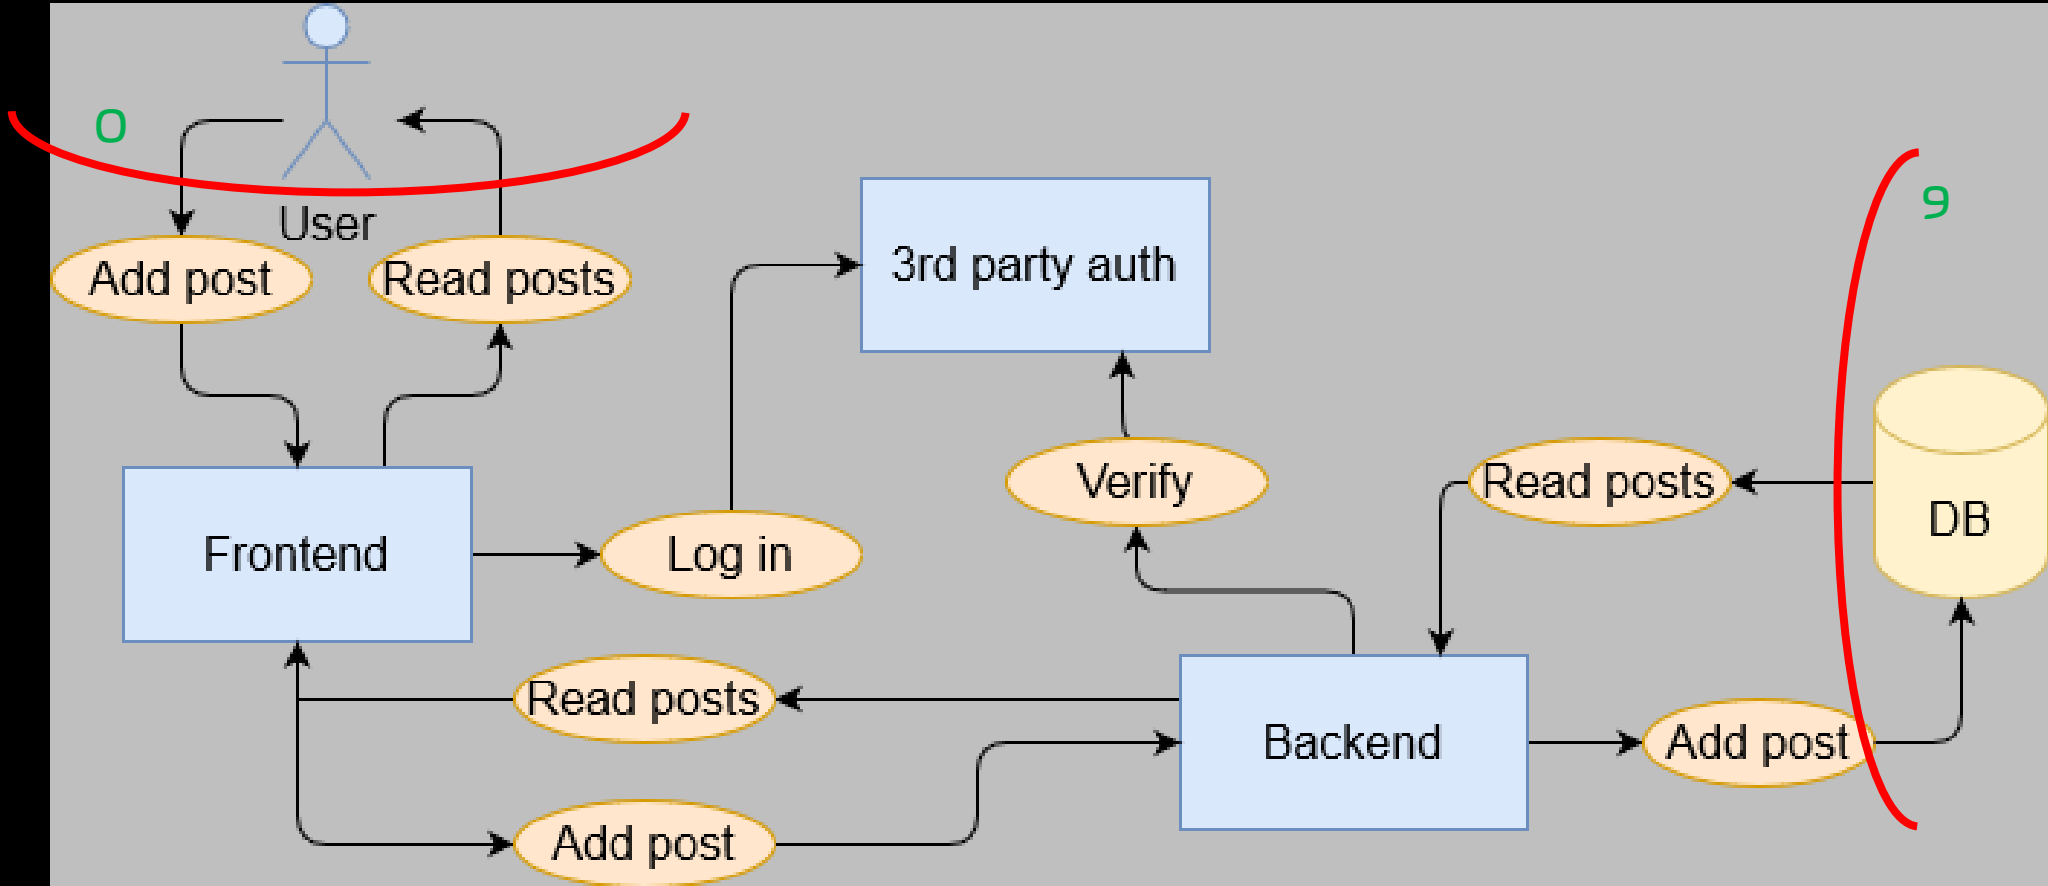 0
9
User
Add post
Read posts
3rd party auth
Verify
Read posts
DB
Frontend
Log in
Read posts
Backend
Add post
Add post